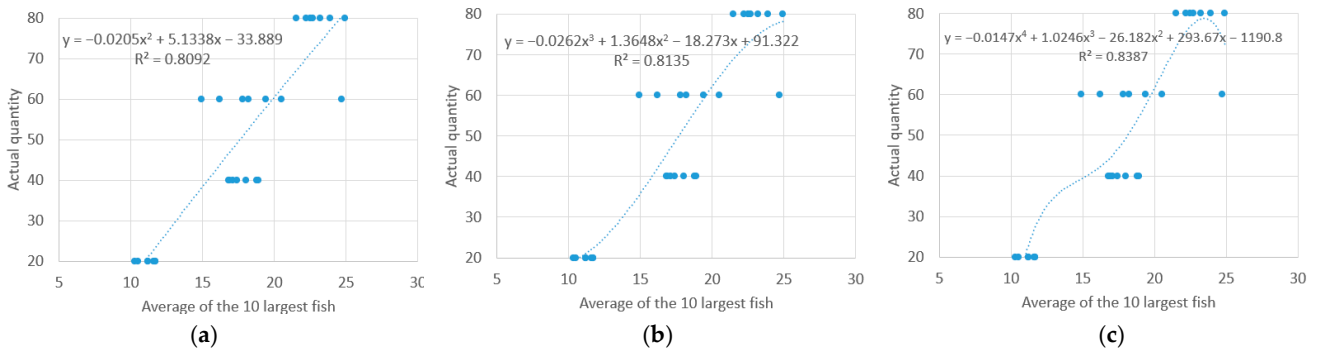 80
70
60
50
40
30
20
Actual quantity
y = −0.0205x² + 5.1338x − 33.889
R² = 0.8092
5 10 15 20 25 30
Average of the 10 largest fish
(a)
80
70
60
50
40
30
20
Actual quantity
y = −0.0262x³ + 1.3648x² − 18.273x + 91.322
R² = 0.8135
5 10 15 20 25 30
Average of the 10 largest fish
(b)
80
70
60
50
40
30
20
Actual quantity
y = −0.0147x⁴ + 1.0246x³ − 26.182x² + 293.67x − 1190.8
R² = 0.8387
5 10 15 20 25 30
Average of the 10 largest fish
(c)